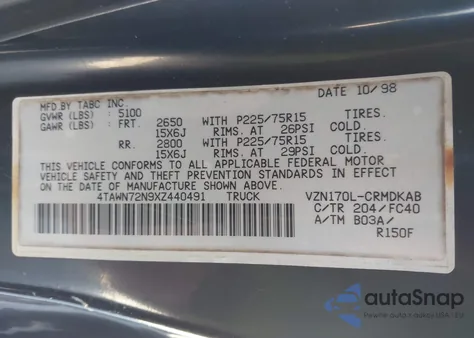 MFD.BY TABC INC. DATE 10/98
GVWR (LBS) : 5100
GAWR (LBS) : FRT. 2650 WITH P225/75R15 TIRES.
15X6J RIMS. AT 26PSI COLD.
RR. 2800 WITH P225/75R15 TIRES.
15X6J RIMS. AT 29PSI COLD.
THIS VEHICLE CONFORMS TO ALL APPLICABLE FEDERAL MOTOR
VEHICLE SAFETY AND THEFT PREVENTION STANDARDS IN EFFECT
ON THE DATE OF MANUFACTURE SHOWN ABOVE.
4TAWN72N9XZ440491 TRUCK VZN170L-CRMDKAB
C/TR 204/FC40
A/TM B03A/
R150F
autoSnap